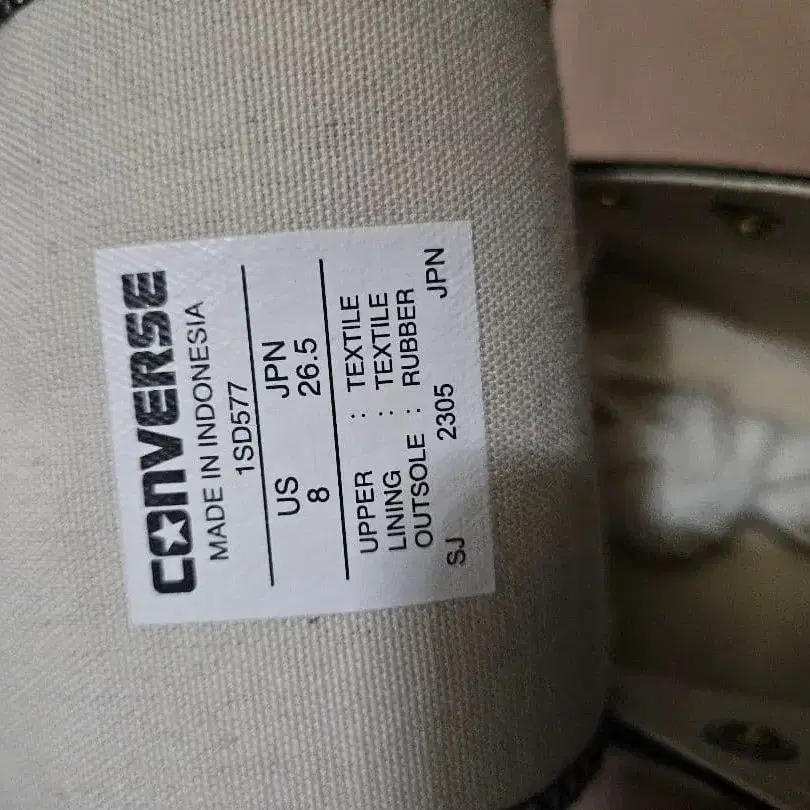 CONVERSE
MADE IN INDONESIA
1SD577
US JPN
8 26.5
UPPER : TEXTILE
LINING : TEXTILE
OUTSOLE : RUBBER
SJ 2305 JPN